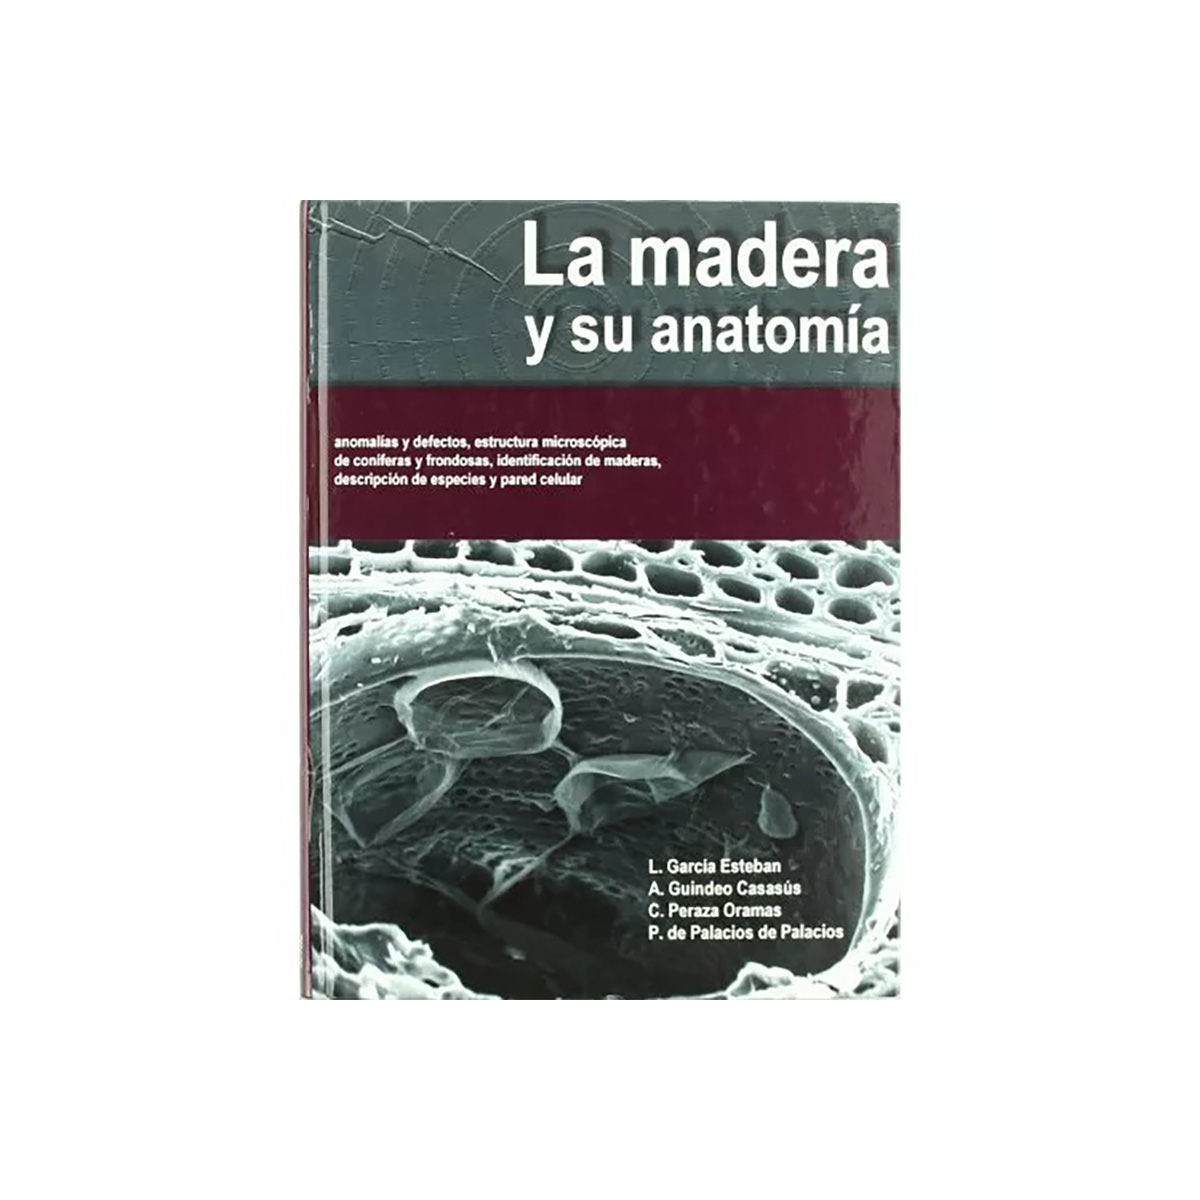 La madera
y su anatomía
anomalías y defectos, estructura microscópica
de coníferas y frondosas, identificación de maderas,
descripción de especies y pared celular
L. García Esteban
A. Guindeo Casasús
C. Peraza Oramas
P. de Palacios de Palacios